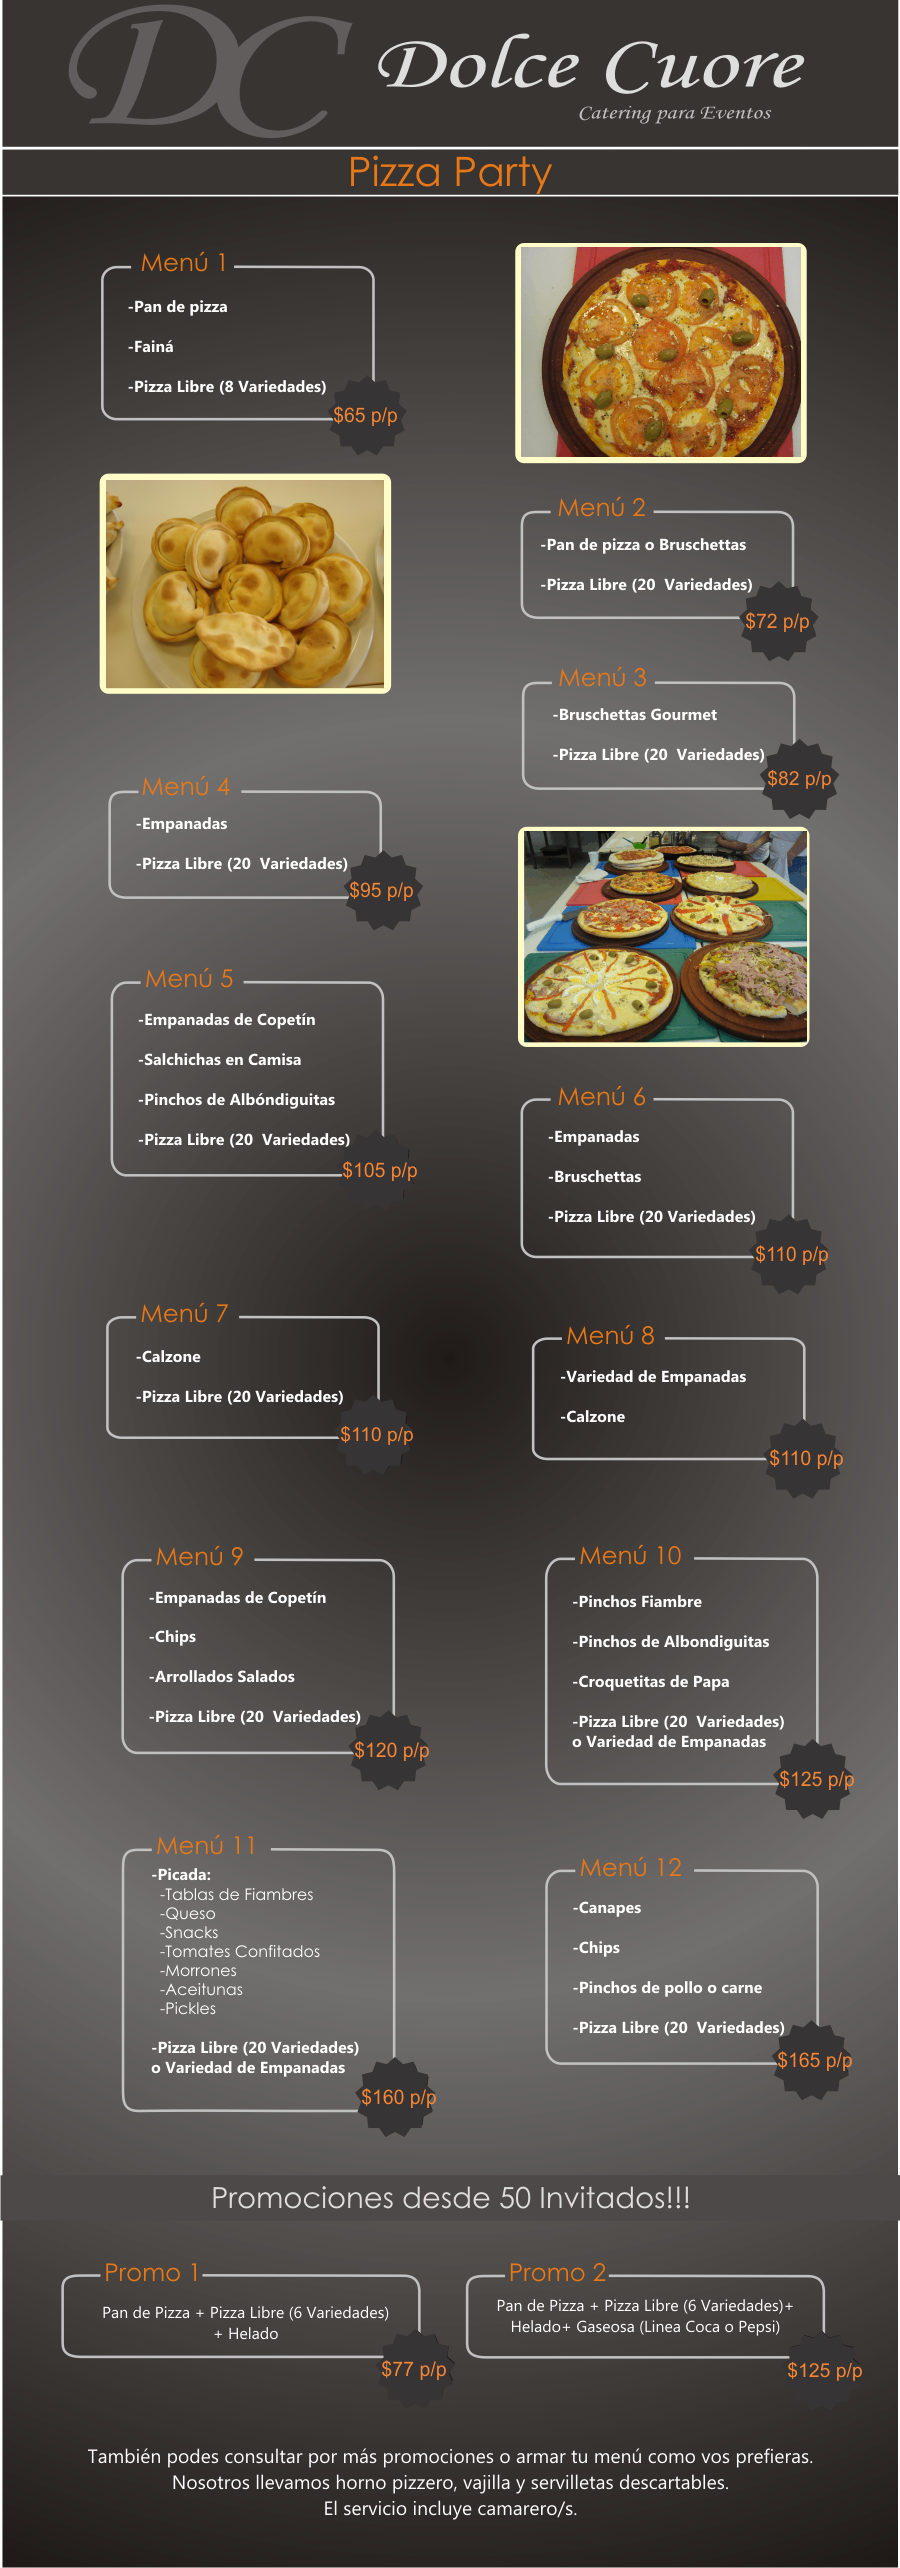 DC
Dolce Cuore
Catering para Eventos
Pizza Party
Menú 1
-Pan de pizza
-Fainá
-Pizza Libre (8 Variedades)
$65 p/p
Menú 2
-Pan de pizza o Bruschettas
-Pizza Libre (20  Variedades)
$72 p/p
Menú 3
-Bruschettas Gourmet
-Pizza Libre (20  Variedades)
$82 p/p
Menú 4
-Empanadas
-Pizza Libre (20  Variedades)
$95 p/p
Menú 5
-Empanadas de Copetín
-Salchichas en Camisa
-Pinchos de Albóndiguitas
-Pizza Libre (20  Variedades)
$105 p/p
Menú 6
-Empanadas
-Bruschettas
-Pizza Libre (20 Variedades)
$110 p/p
Menú 7
-Calzone
-Pizza Libre (20 Variedades)
$110 p/p
Menú 8
-Variedad de Empanadas
-Calzone
$110 p/p
Menú 9
-Empanadas de Copetín
-Chips
-Arrollados Salados
-Pizza Libre (20  Variedades)
$120 p/p
Menú 10
-Pinchos Fiambre
-Pinchos de Albondiguitas
-Croquetitas de Papa
-Pizza Libre (20  Variedades)
o Variedad de Empanadas
$125 p/p
Menú 11
-Picada:
-Tablas de Fiambres
-Queso
-Snacks
-Tomates Confitados
-Morrones
-Aceitunas
-Pickles
-Pizza Libre (20 Variedades)
o Variedad de Empanadas
$160 p/p
Menú 12
-Canapes
-Chips
-Pinchos de pollo o carne
-Pizza Libre (20  Variedades)
$165 p/p
Promociones desde 50 Invitados!!!
Promo 1
Pan de Pizza + Pizza Libre (6 Variedades)
+ Helado
$77 p/p
Promo 2
Pan de Pizza + Pizza Libre (6 Variedades)+
Helado+ Gaseosa (Linea Coca o Pepsi)
$125 p/p
También podes consultar por más promociones o armar tu menú como vos prefieras.
Nosotros llevamos horno pizzero, vajilla y servilletas descartables.
El servicio incluye camarero/s.